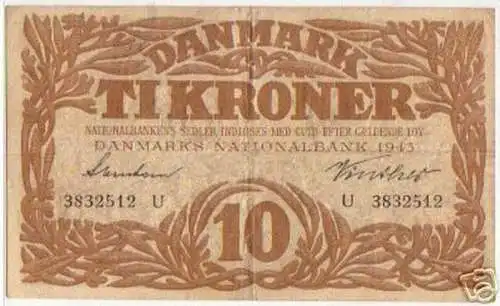 DANMARK
TI KRONER
NATIONALBANKENS SEDLER INDLØSES MED GULD EFTER GÆLDENDE LOV
DANMARKS NATIONALBANK 1943
3832512 U U 3832512
10